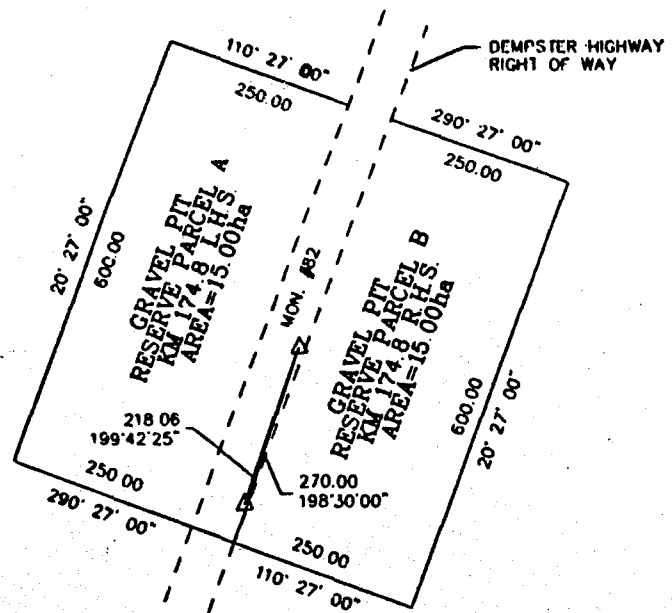 DEMPSTER HIGHWAY
RIGHT OF WAY
110° 27' 00"
250.00
290° 27' 00"
250.00
GRAVEL PIT
RESERVE PARCEL A
KM 174.8 L.H.S.
AREA=15.00ha
20° 27' 00"
600.00
MON. #82
GRAVEL PIT
RESERVE PARCEL B
KM 174.8 R.H.S.
AREA=15.00ha
600.00
20° 27' 00"
218.06
199°42'25"
270.00
198°30'00"
250.00
290° 27' 00"
250.00
110° 27' 00"